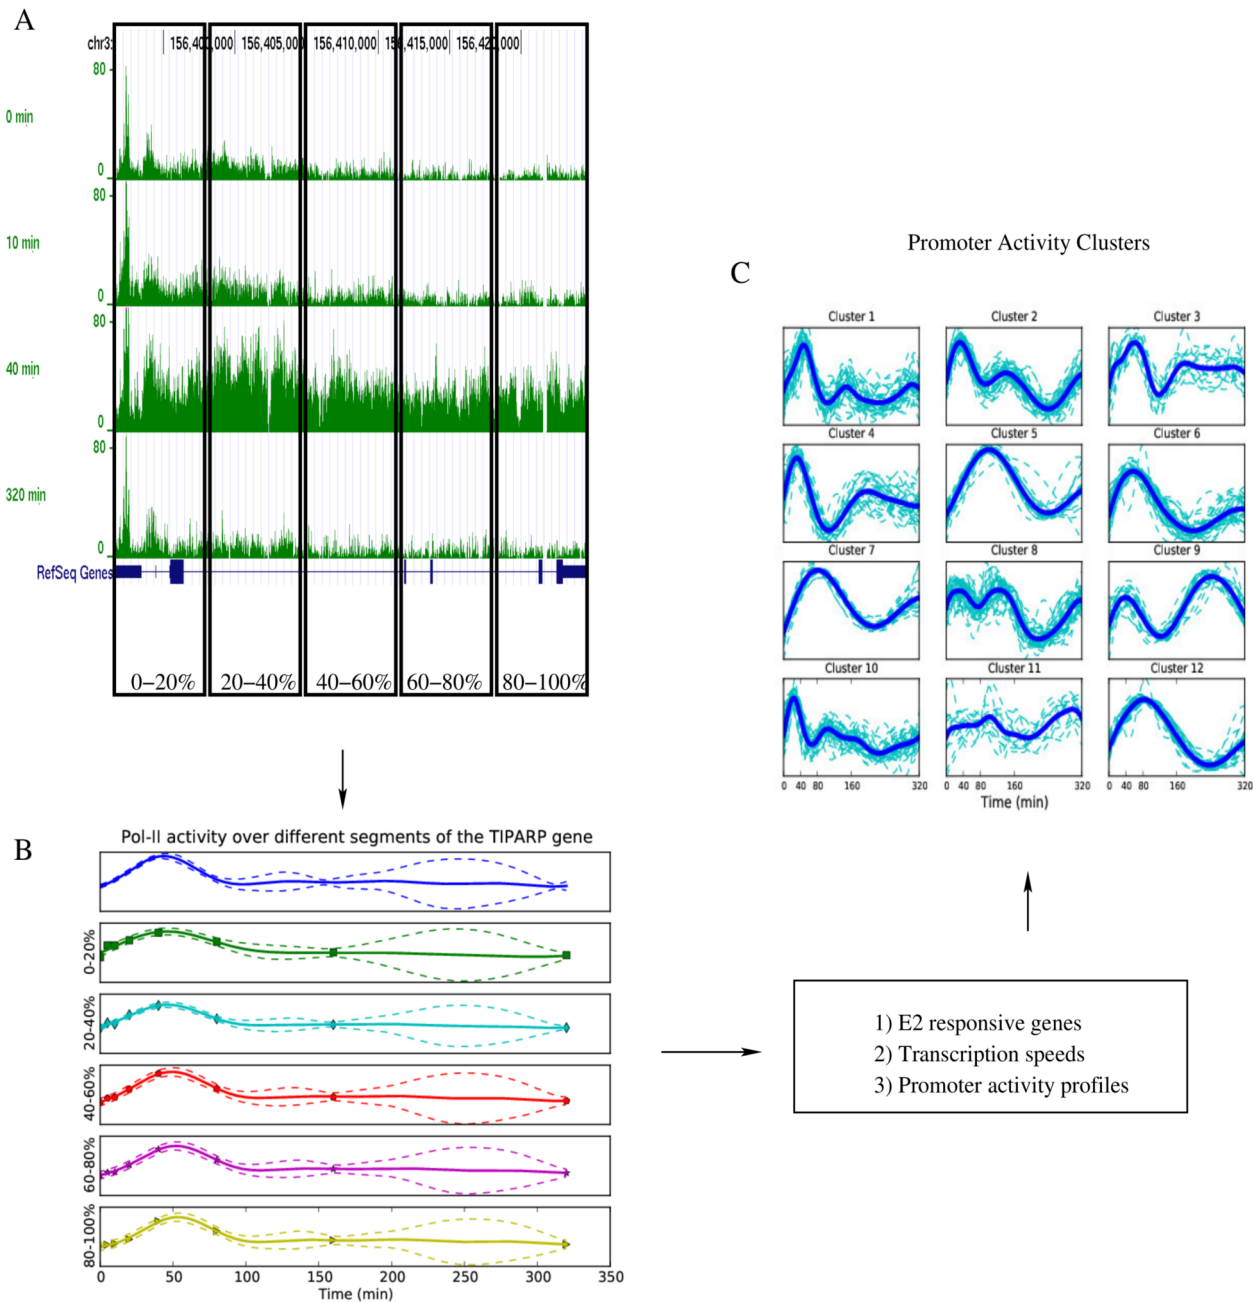 A
chr3:
156,400,000
156,405,000
156,410,000
156,415,000
156,420,000
80
0 min
0
80
10 min
0
80
40 min
0
80
320 min
0
RefSeq Genes
0–20%
20–40%
40–60%
60–80%
80–100%
B
Pol-II activity over different segments of the TIPARP gene
0-20%
20-40%
40-60%
60-80%
80-100%
0 50 100 150 200 250 300 350
Time (min)
1) E2 responsive genes
2) Transcription speeds
3) Promoter activity profiles
Promoter Activity Clusters
C
Cluster 1 Cluster 2 Cluster 3
Cluster 4 Cluster 5 Cluster 6
Cluster 7 Cluster 8 Cluster 9
Cluster 10 Cluster 11 Cluster 12
0 40 80 160 320 0 40 80 160 320 0 40 80 160 320
Time (min)